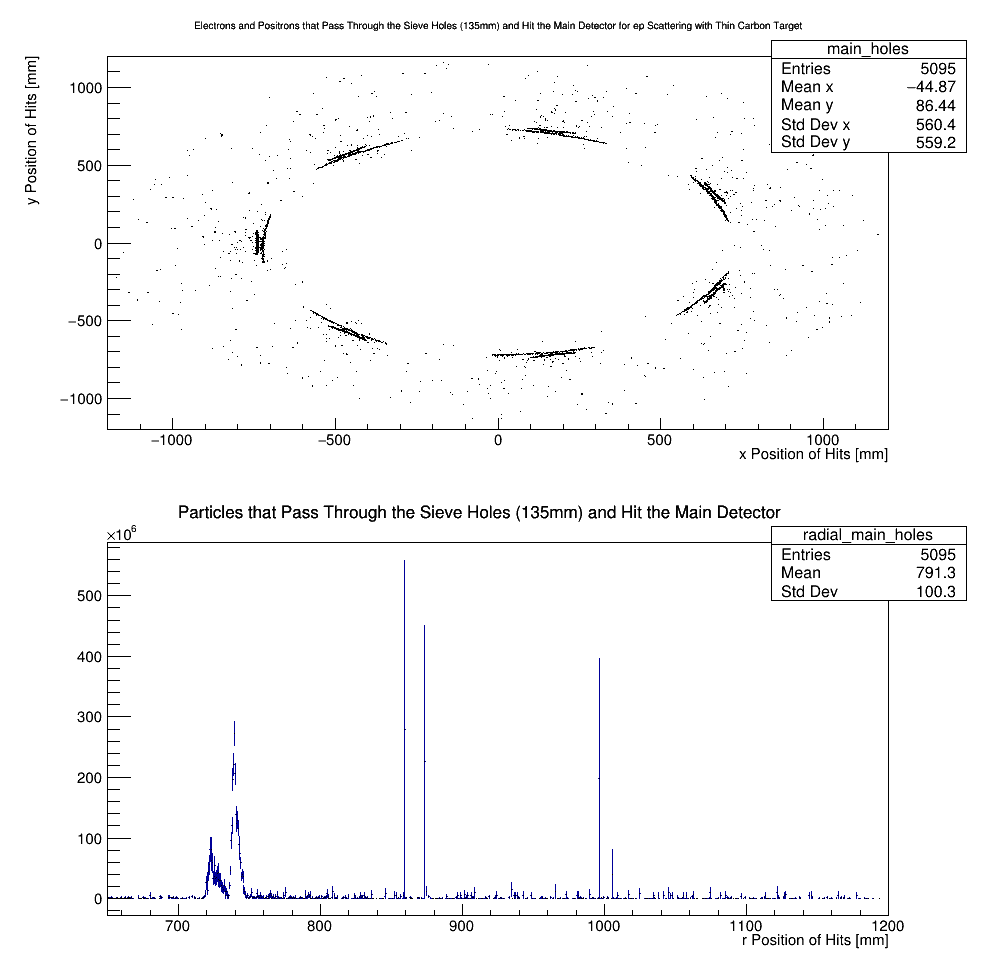 Electrons and Positrons that Pass Through the Sieve Holes (135mm) and Hit the Main Detector for ep Scattering with Thin Carbon Target
main_holes
Entries 5095
Mean x −44.87
Mean y 86.44
Std Dev x 560.4
Std Dev y 559.2
y Position of Hits [mm]
1000
500
0
−500
−1000
−1000 −500 0 500 1000
x Position of Hits [mm]
Particles that Pass Through the Sieve Holes (135mm) and Hit the Main Detector
×10⁶
radial_main_holes
Entries 5095
Mean 791.3
Std Dev 100.3
500
400
300
200
100
0
700 800 900 1000 1100 1200
r Position of Hits [mm]